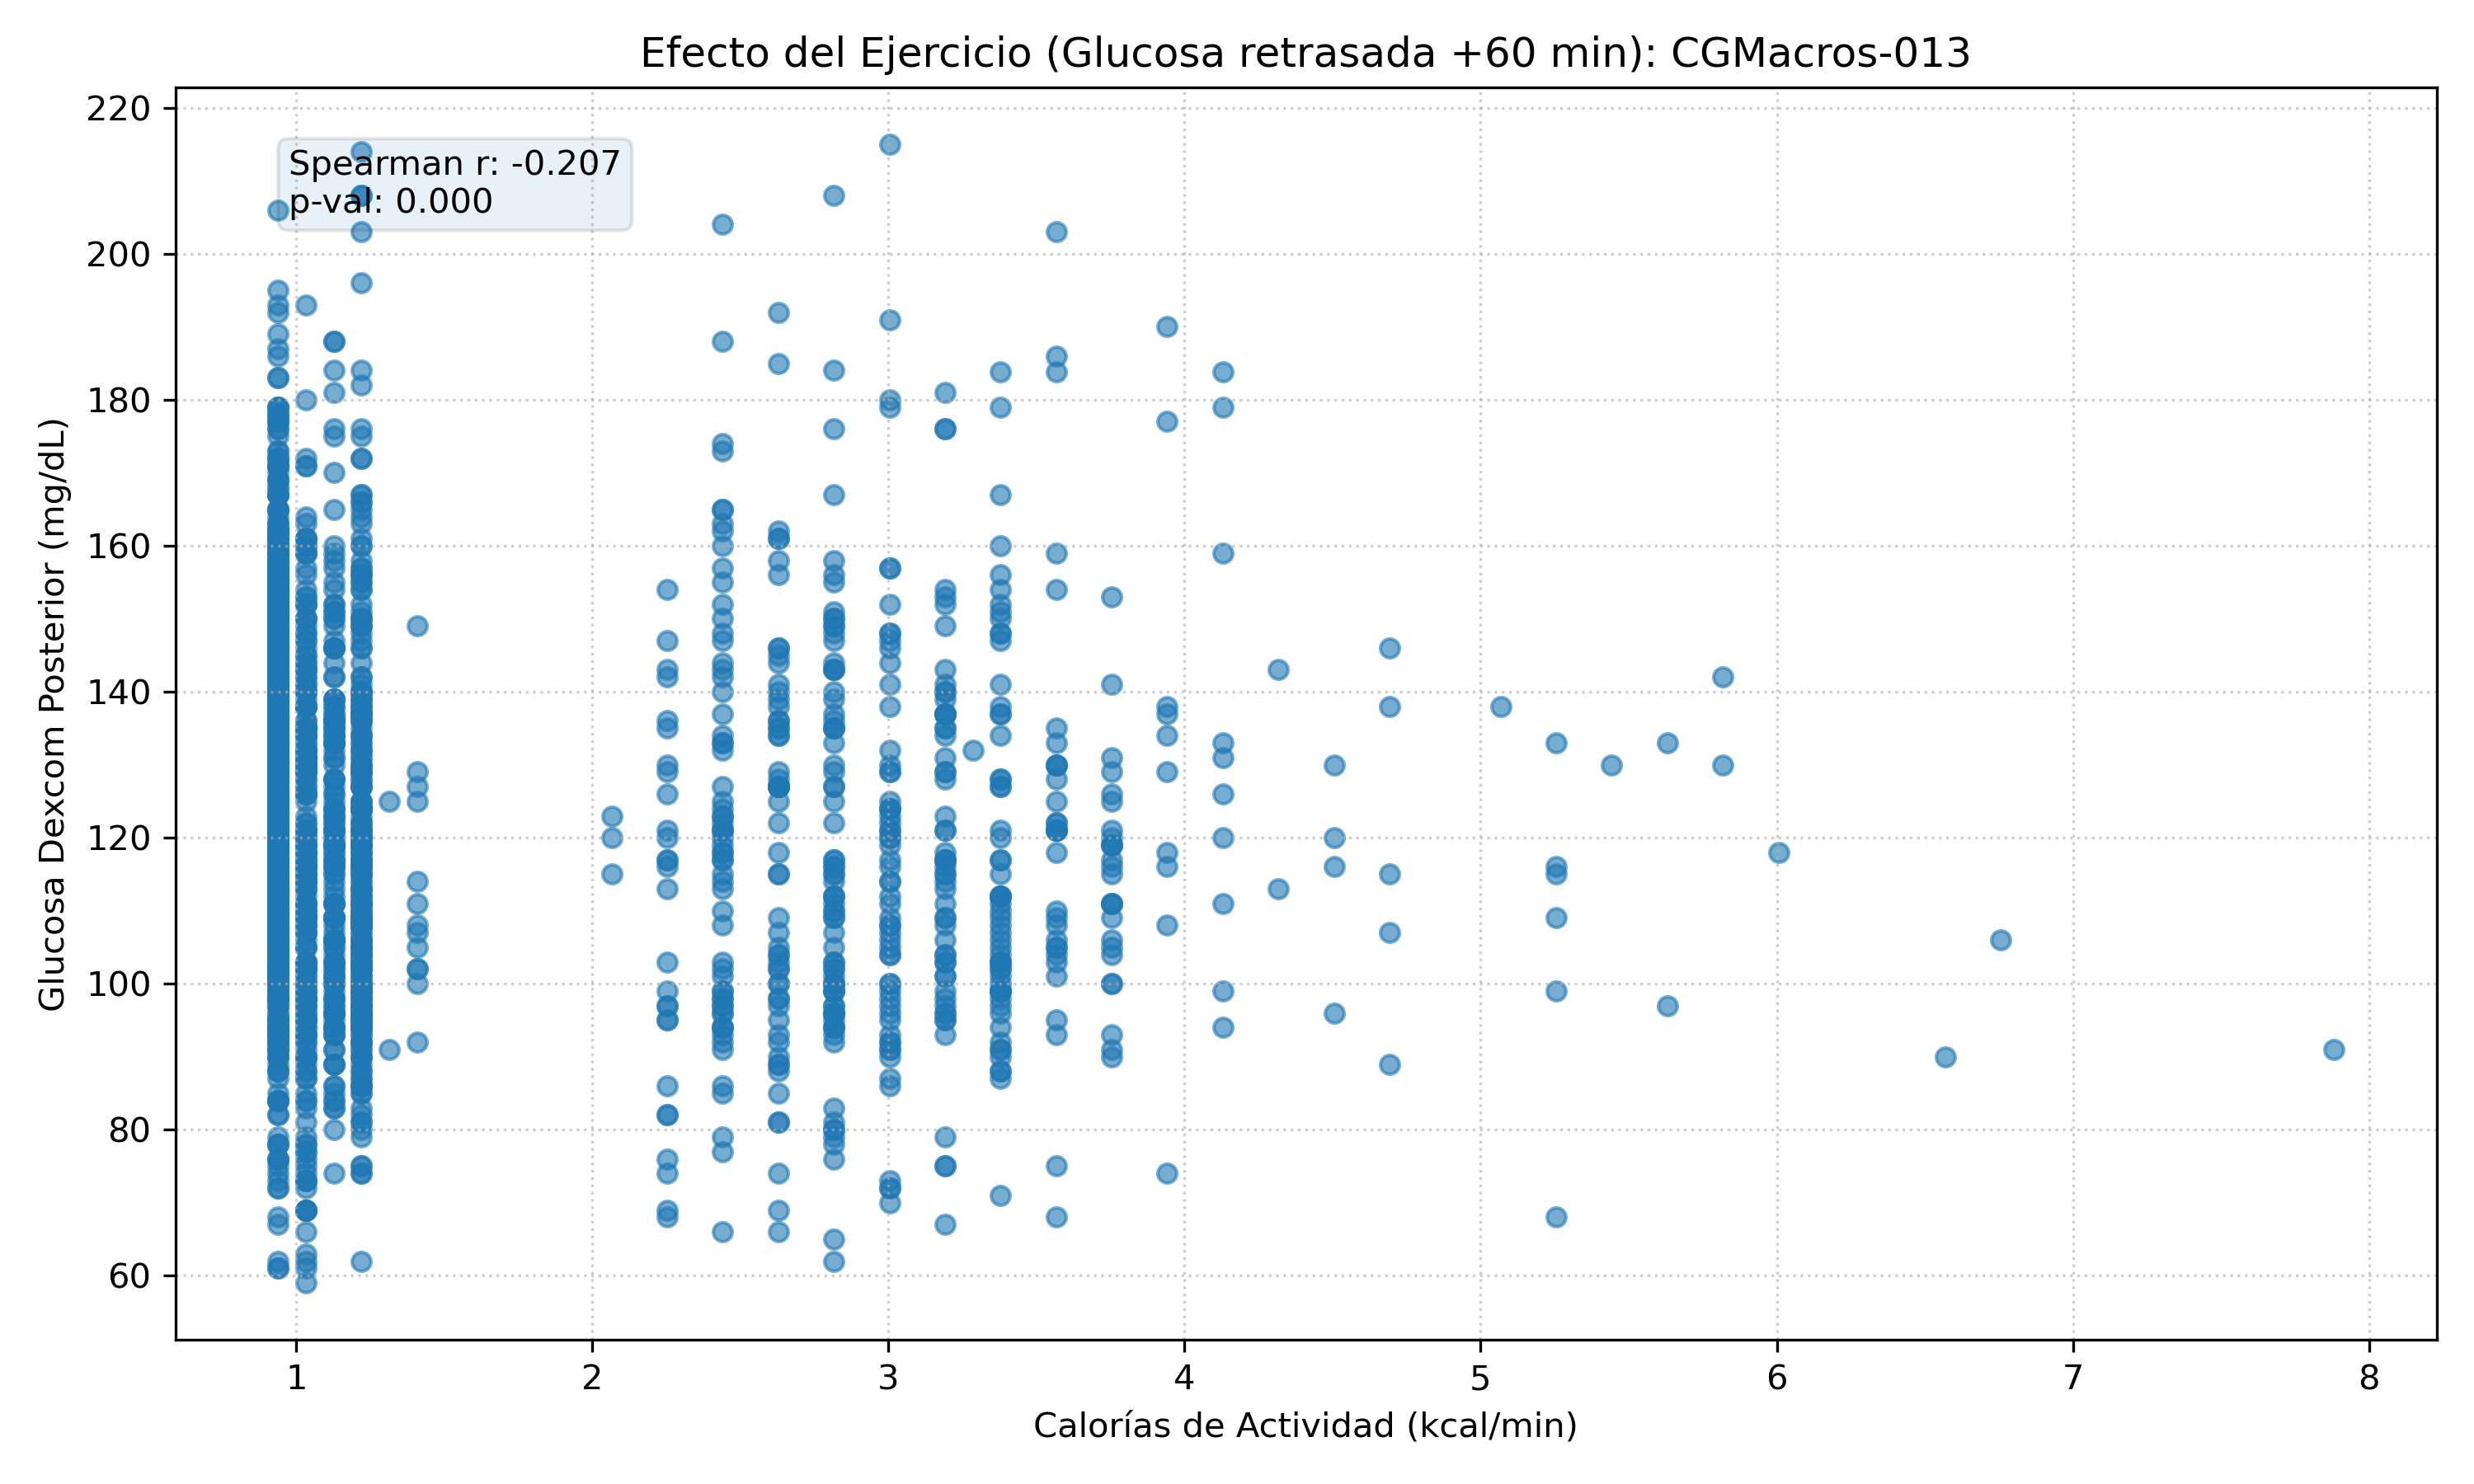 Efecto del Ejercicio (Glucosa retrasada +60 min): CGMacros-013
Spearman r: -0.207
p-val: 0.000
Glucosa Dexcom Posterior (mg/dL)
220
200
180
160
140
120
100
80
60
1 2 3 4 5 6 7 8
Calorías de Actividad (kcal/min)